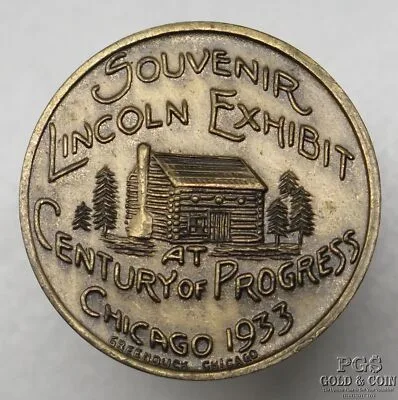 SOUVENIR
LINCOLN EXHIBIT
AT
CENTURY OF PROGRESS
CHICAGO 1933
GREENDUCK CHICAGO
PGS
GOLD & COIN